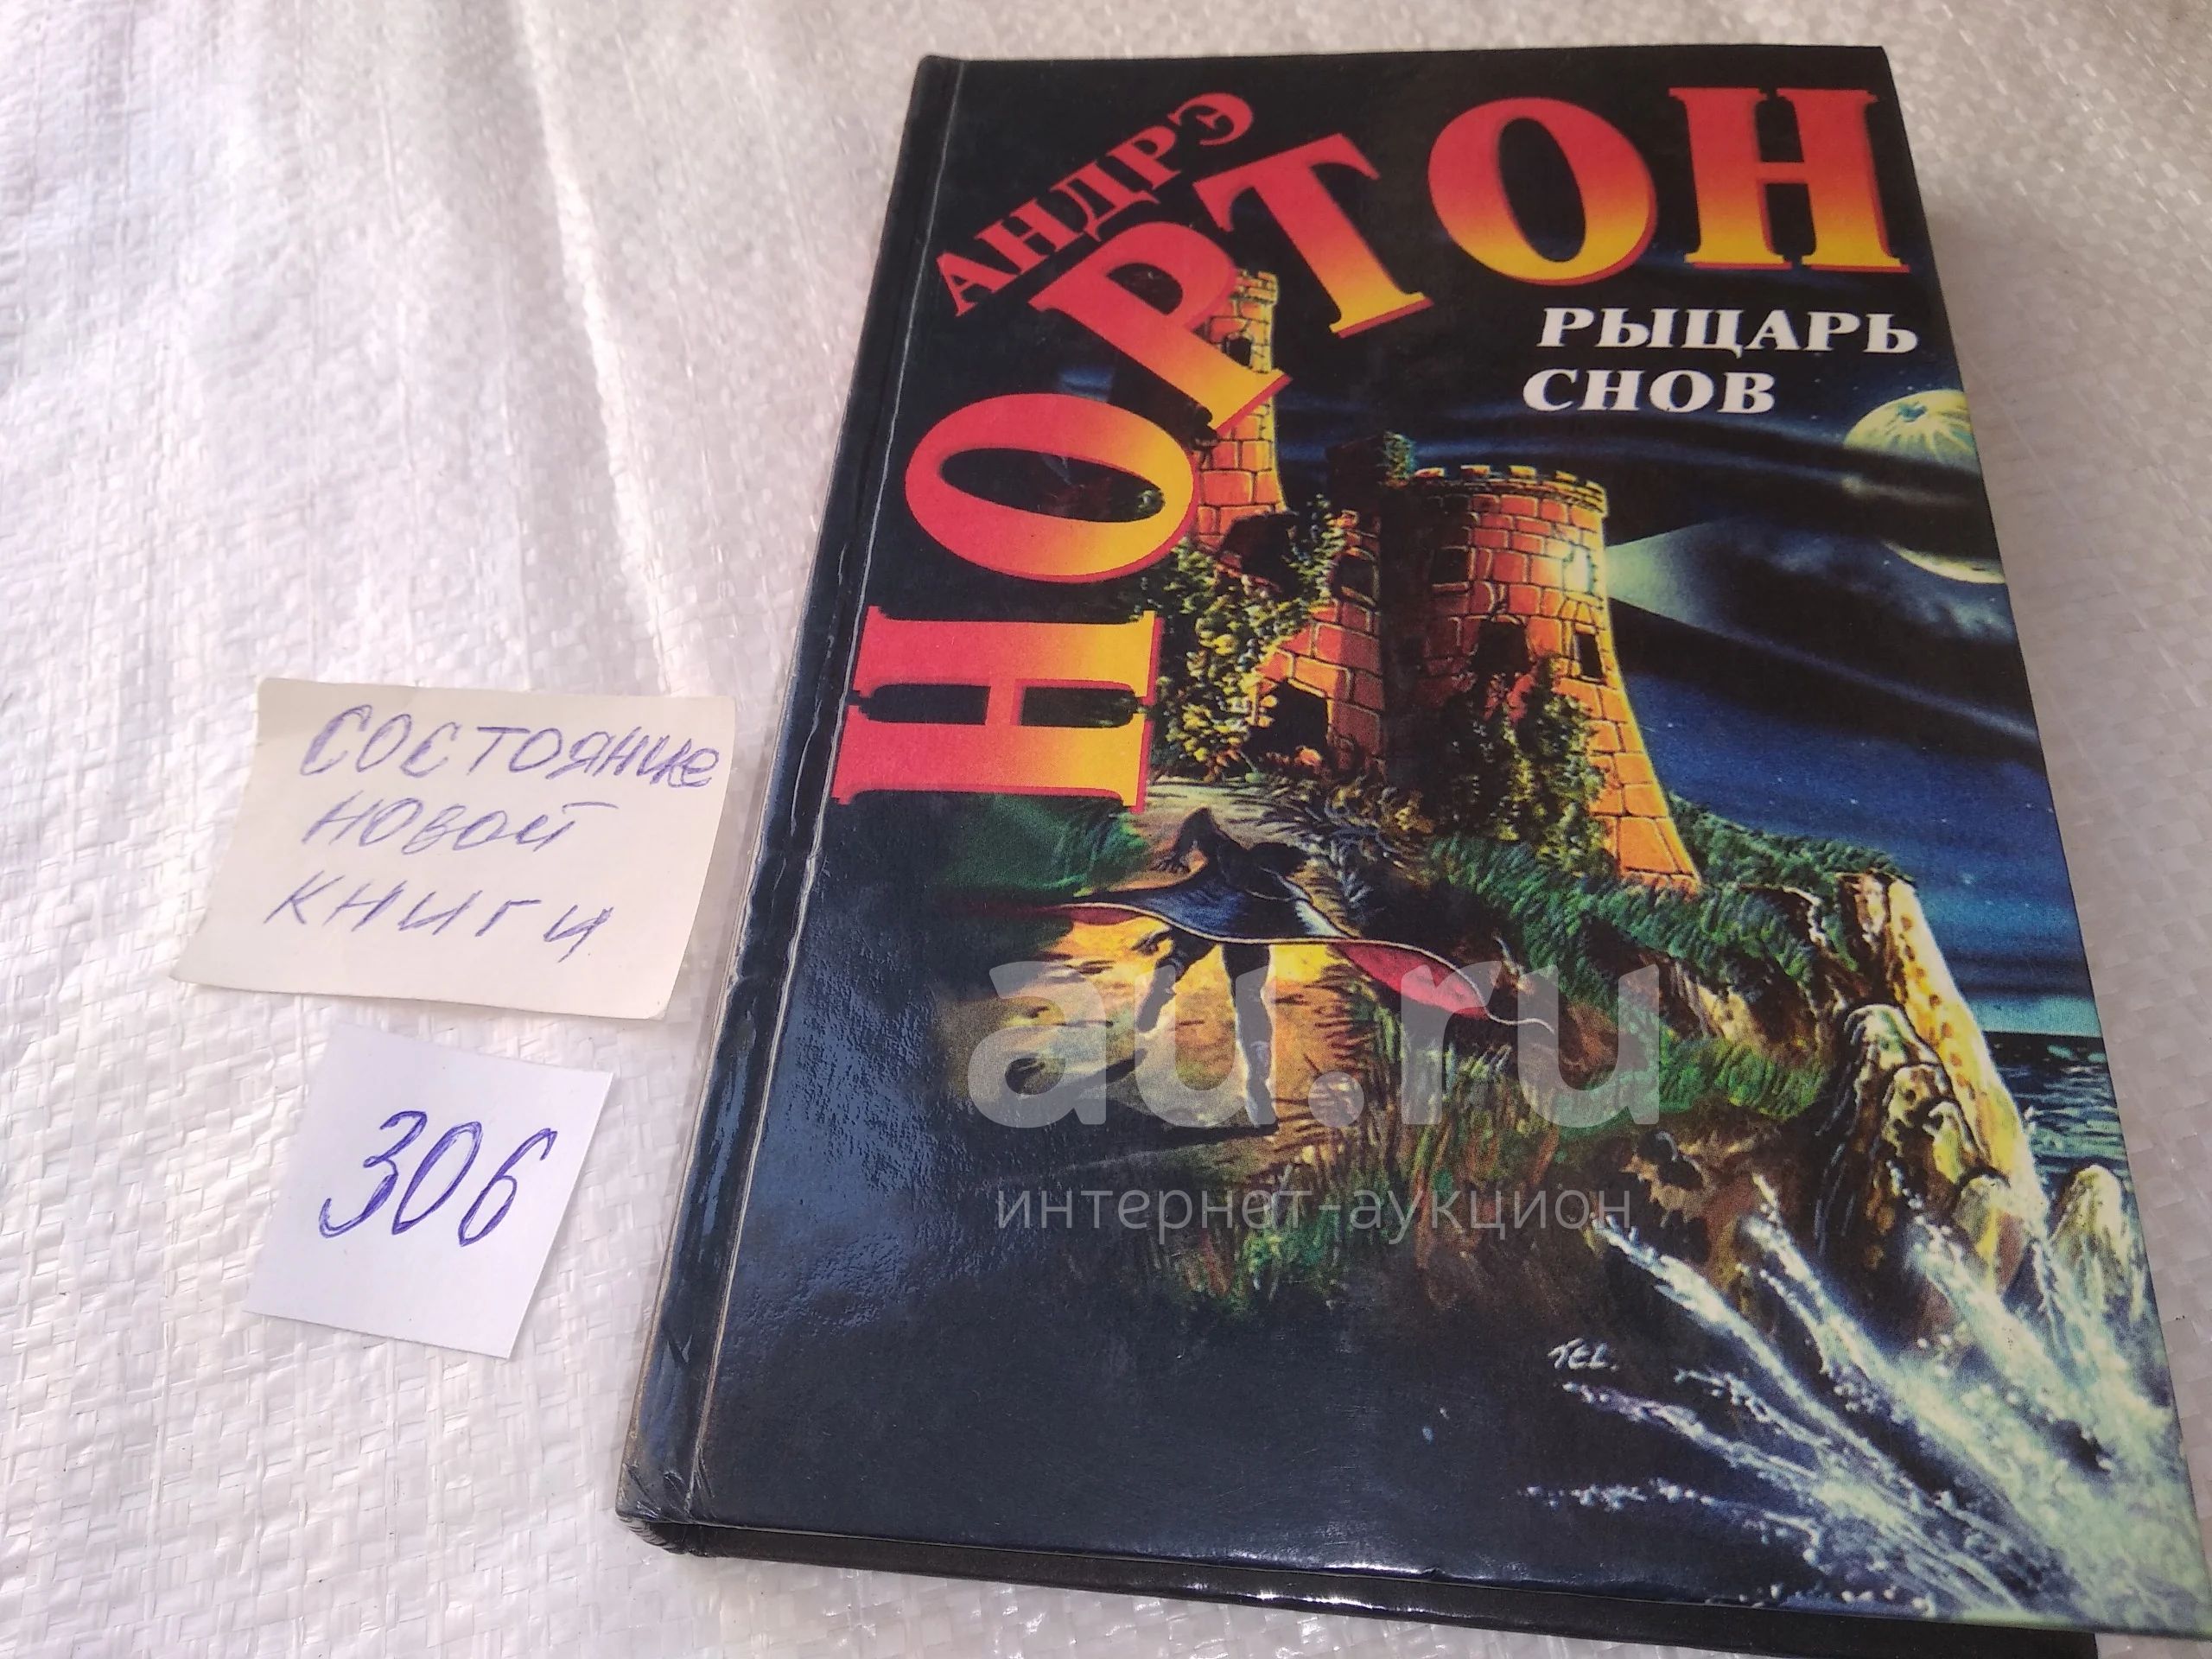 АНДРЭ
НОРТОН
РЫЦАРЬ
СНОВ
СОСТОЯНИЕ
НОВОЙ
КНИГИ
306
au.ru
интернет-аукцион
TEL.